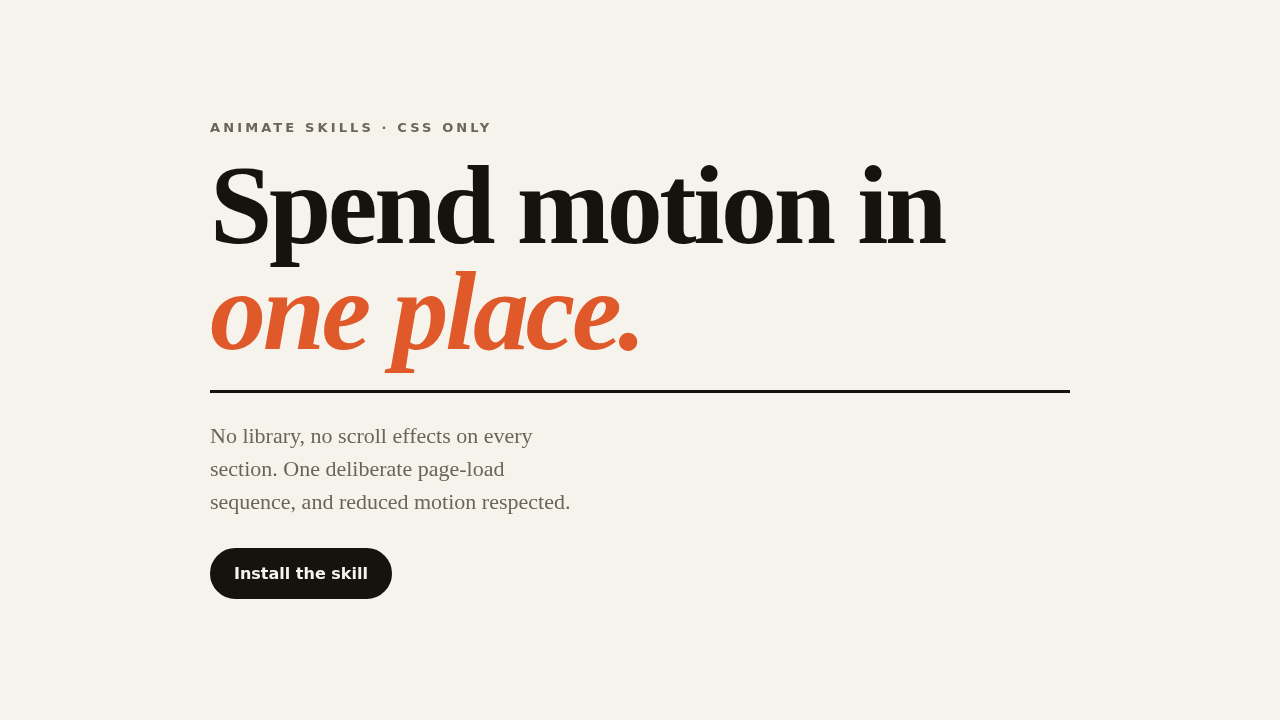 ANIMATE SKILLS · CSS ONLY
Spend motion in
one place.
No library, no scroll effects on every
section. One deliberate page-load
sequence, and reduced motion respected.
Install the skill